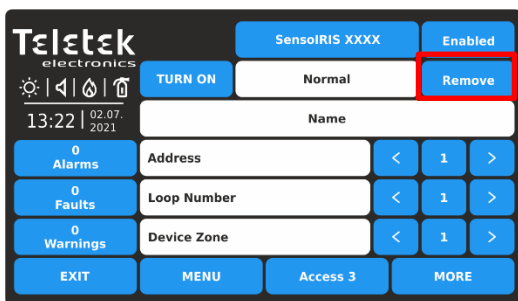 Teletek
electronics
SensoIRIS XXXX
Enabled
TURN ON
Normal
Remove
13:22 | 02.07.
2021
Name
0
Alarms
Address
< 1 >
0
Faults
Loop Number
< 1 >
0
Warnings
Device Zone
< 1 >
EXIT
MENU
Access 3
MORE